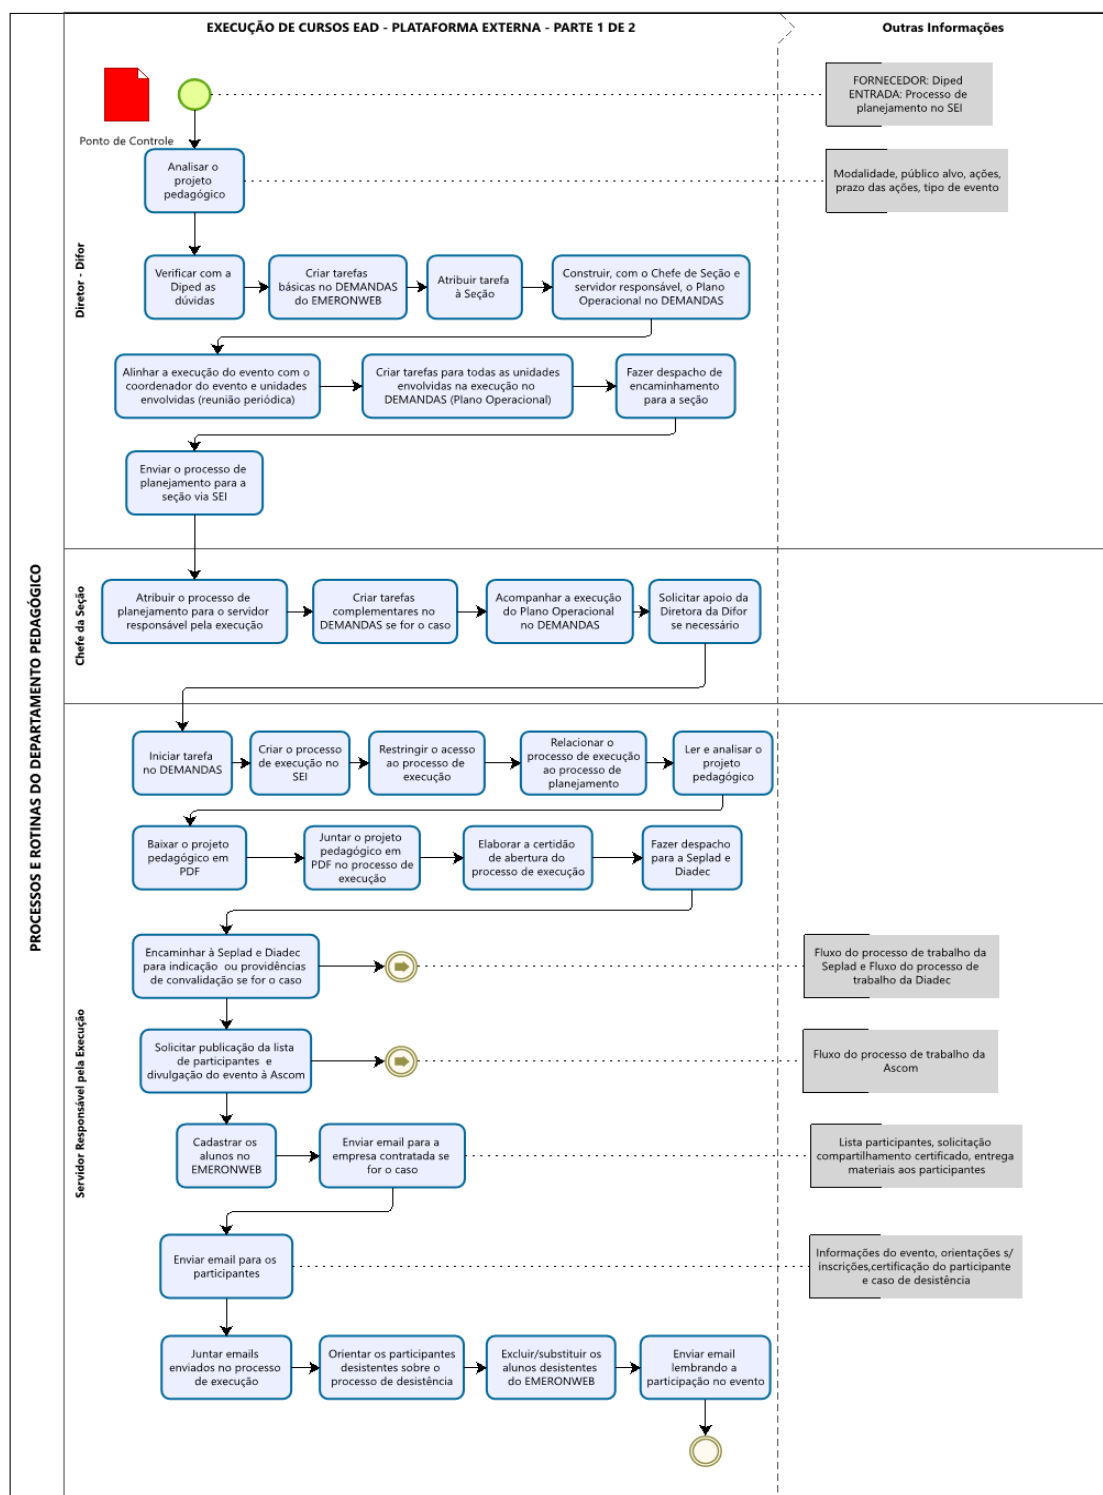 EXECUÇÃO DE CURSOS EAD - PLATAFORMA EXTERNA - PARTE 1 DE 2
Outras Informações
PROCESSOS E ROTINAS DO DEPARTAMENTO PEDAGÓGICO
Diretor - Difor
Ponto de Controle
FORNECEDOR: Diped
ENTRADA: Processo de
planejamento no SEI
Analisar o
projeto
pedagógico
Modalidade, público alvo, ações,
prazo das ações, tipo de evento
Verificar com a
Diped as
dúvidas
Criar tarefas
básicas no DEMANDAS
do EMERONWEB
Atribuir tarefa
à Seção
Construir, com o Chefe de Seção e
servidor responsável, o Plano
Operacional no DEMANDAS
Alinhar a execução do evento com o
coordenador do evento e unidades
envolvidas (reunião periódica)
Criar tarefas para todas as unidades
envolvidas na execução no
DEMANDAS (Plano Operacional)
Fazer despacho de
encaminhamento
para a seção
Enviar o processo de
planejamento para a
seção via SEI
Chefe da Seção
Atribuir o processo de
planejamento para o servidor
responsável pela execução
Criar tarefas
complementares no
DEMANDAS se for o caso
Acompanhar a execução
do Plano Operacional
no DEMANDAS
Solicitar apoio da
Diretora da Difor
se necessário
Servidor Responsável pela Execução
Iniciar tarefa
no DEMANDAS
Criar o processo
de execução no
SEI
Restringir o acesso
ao processo de
execução
Relacionar o
processo de execução
ao processo de
planejamento
Ler e analisar o
projeto
pedagógico
Baixar o projeto
pedagógico em
PDF
Juntar o projeto
pedagógico em
PDF no processo de
execução
Elaborar a certidão
de abertura do
processo de execução
Fazer despacho
para a Seplad e
Diadec
Encaminhar à Seplad e Diadec
para indicação ou providências
de convalidação se for o caso
Fluxo do processo de trabalho da
Seplad e Fluxo do processo de
trabalho da Diadec
Solicitar publicação da lista
de participantes e
divulgação do evento à Ascom
Fluxo do processo de trabalho da
Ascom
Cadastrar os
alunos no
EMERONWEB
Enviar email para a
empresa contratada se
for o caso
Lista participantes, solicitação
compartilhamento certificado, entrega
materiais aos participantes
Enviar email para os
participantes
Informações do evento, orientações s/
inscrições,certificação do participante
e caso de desistência
Juntar emails
enviados no processo
de execução
Orientar os participantes
desistentes sobre o
processo de desistência
Excluir/substituir os
alunos desistentes
do EMERONWEB
Enviar email
lembrando a
participação no evento